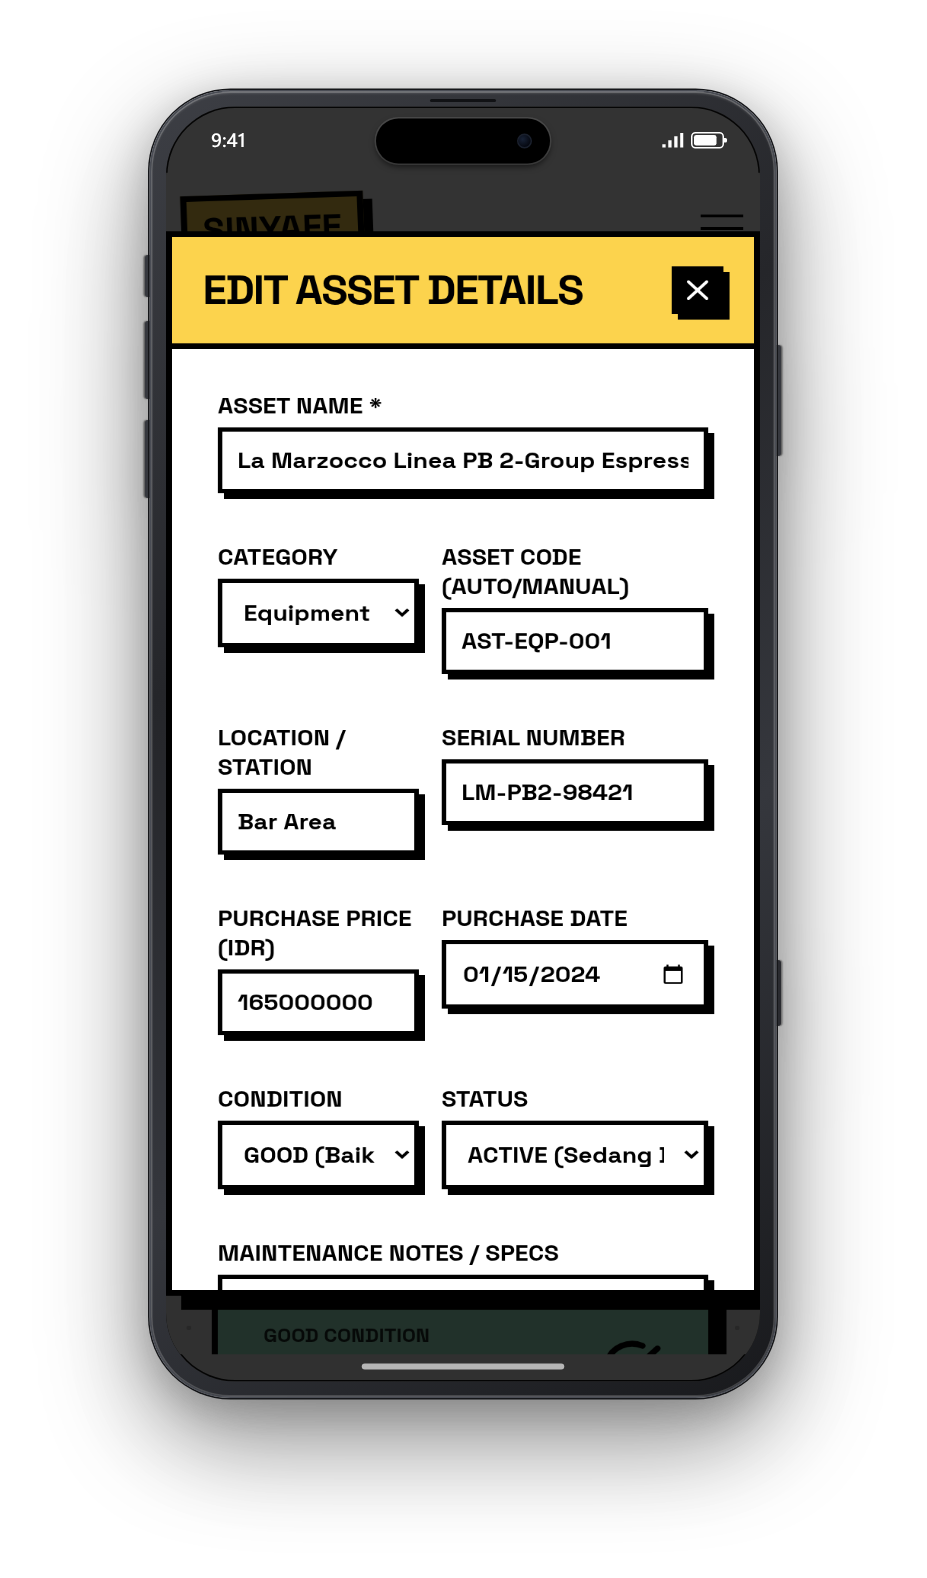 9:41
SINYAFE
EDIT ASSET DETAILS
ASSET NAME *
La Marzocco Linea PB 2-Group Espress
CATEGORY
Equipment
ASSET CODE
(AUTO/MANUAL)
AST-EQP-001
LOCATION /
STATION
Bar Area
SERIAL NUMBER
LM-PB2-98421
PURCHASE PRICE
(IDR)
165000000
PURCHASE DATE
01/15/2024
CONDITION
GOOD (Baik
STATUS
ACTIVE (Sedang
MAINTENANCE NOTES / SPECS
GOOD CONDITION